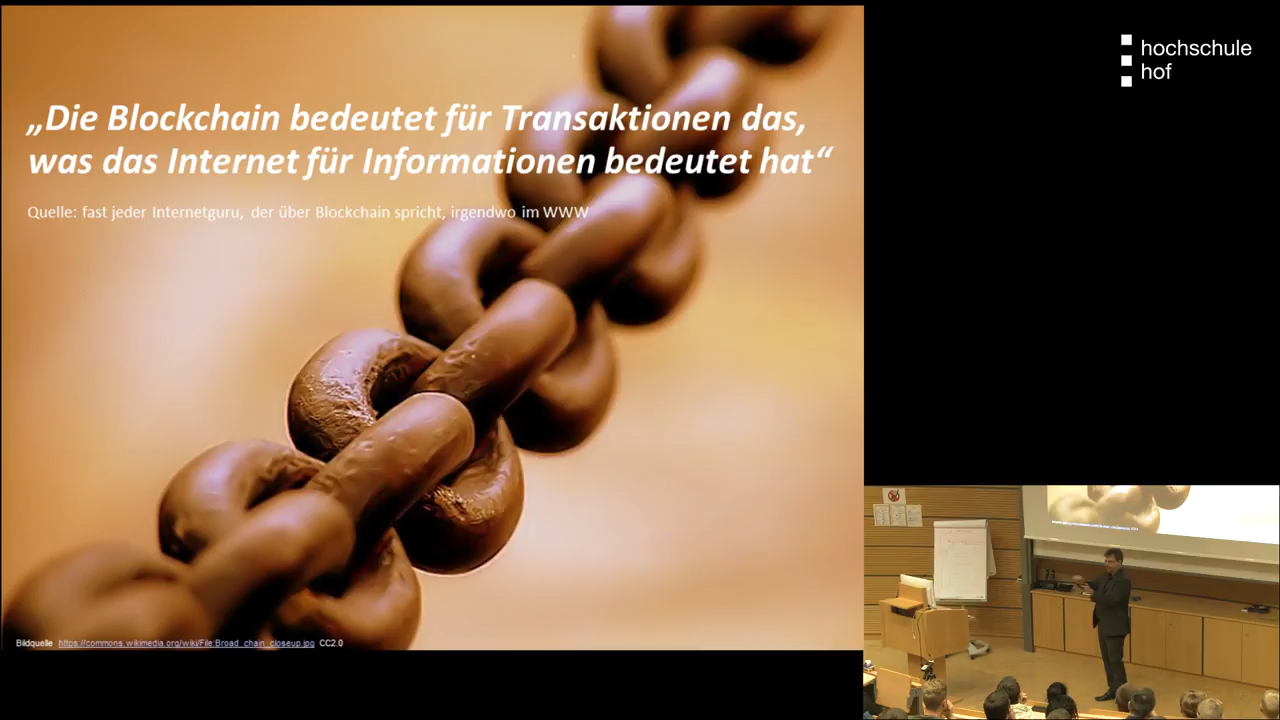 „Die Blockchain bedeutet für Transaktionen das,
was das Internet für Informationen bedeutet hat“
Quelle: fast jeder Internetguru, der über Blockchain spricht, irgendwo im WWW
Bildquelle https://commons.wikimedia.org/wiki/File:Broad_chain_closeup.jpg CC2.0
hochschule
hof